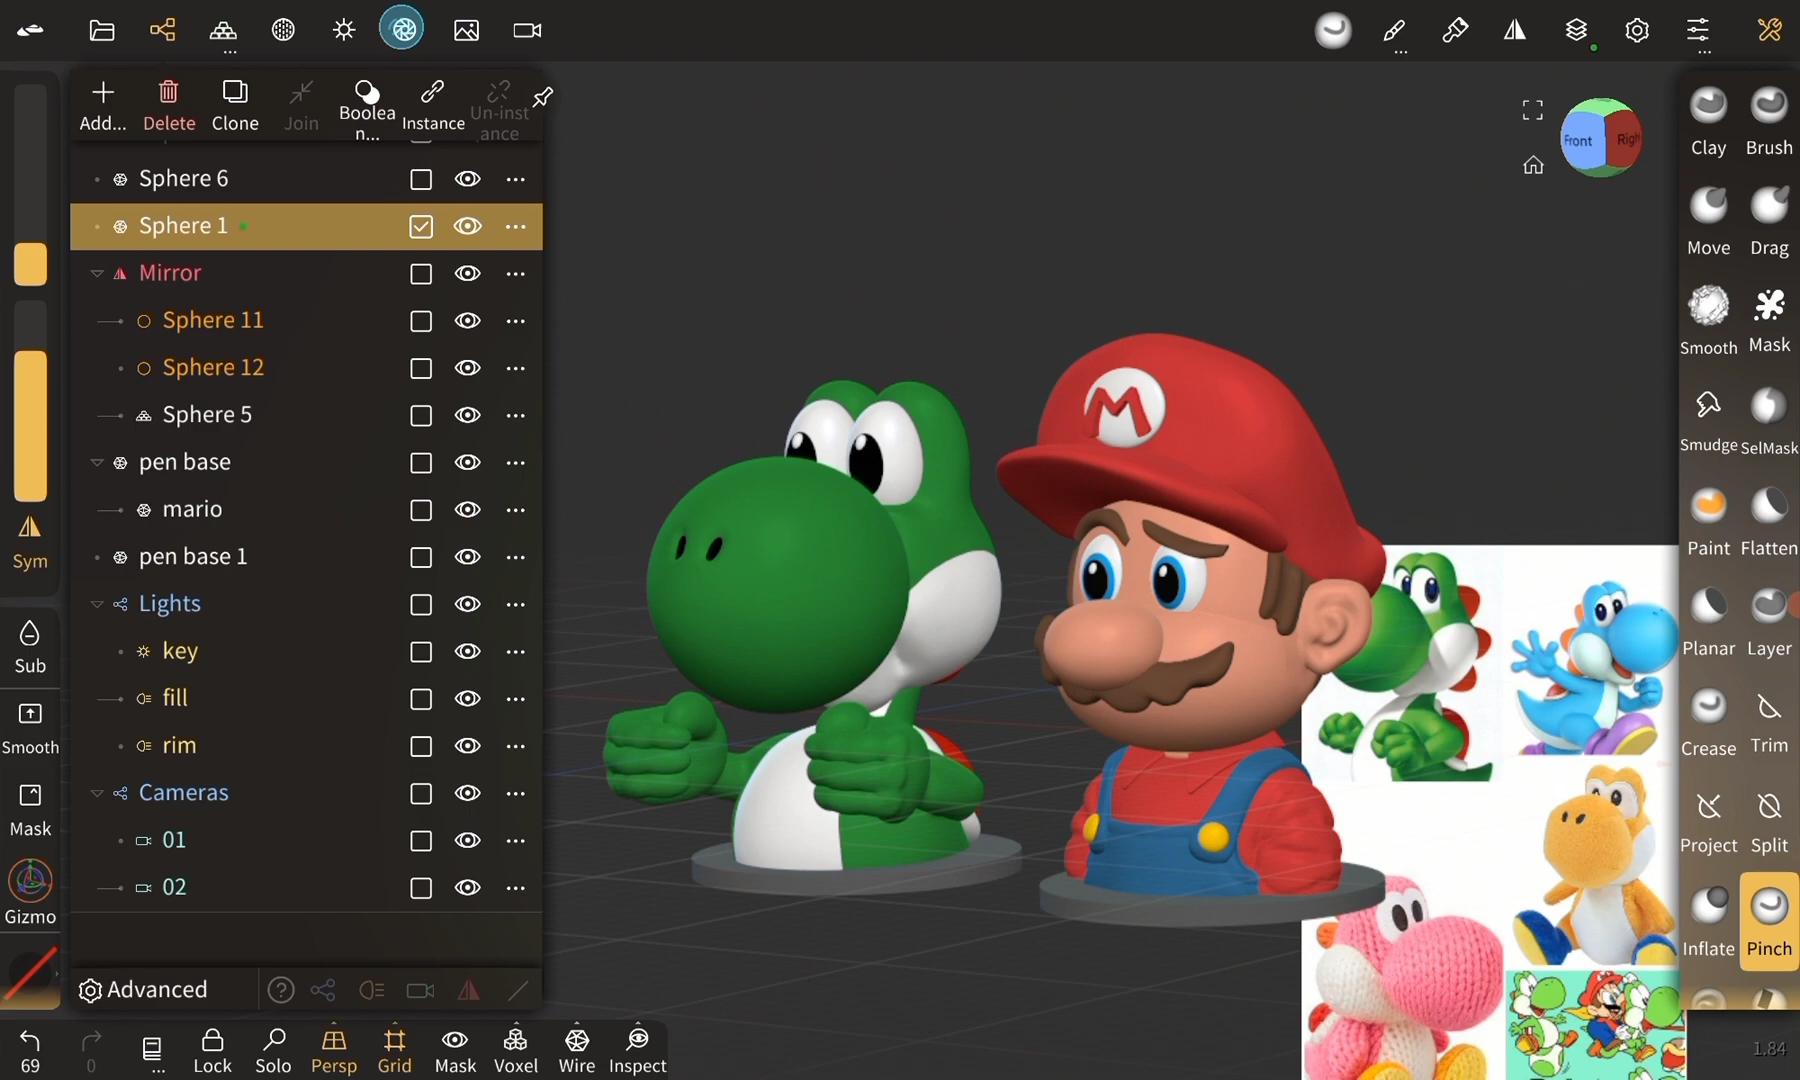 Add...
Delete
Clone
Join
Boolea
n...
Instance
Un-inst
ance
Sphere 6
Sphere 1
Mirror
Sphere 11
Sphere 12
Sphere 5
pen base
mario
pen base 1
Lights
key
fill
rim
Cameras
01
02
Advanced
Sym
Sub
Smooth
Mask
Gizmo
69
0
...
Lock
Solo
Persp
Grid
Mask
Voxel
Wire
Inspect
M
Front
Righ
Clay
Brush
Move
Drag
Smooth
Mask
Smudge
SelMask
Paint
Flatten
Planar
Layer
Crease
Trim
Project
Split
Inflate
Pinch
1.84